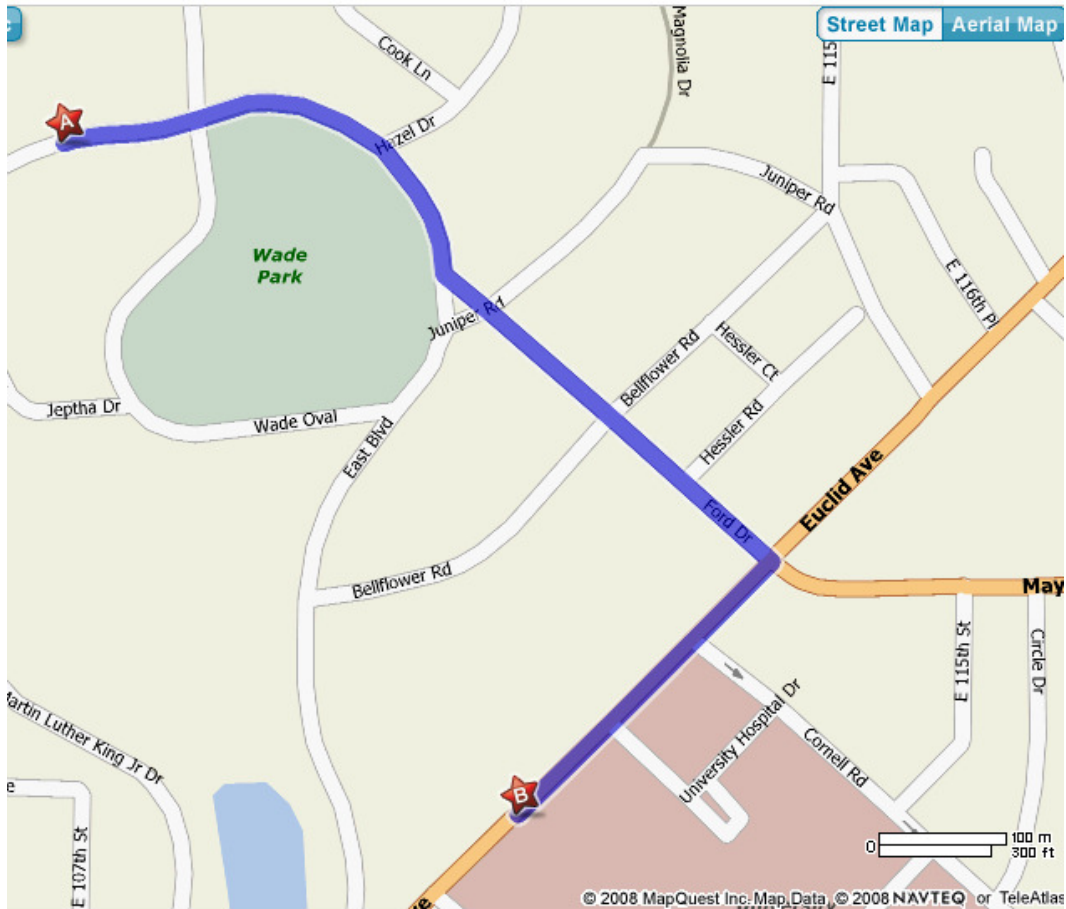 Street Map Aerial Map
Magnolia Dr
E 115
Cook Ln
A
Hazel Dr
Juniper Rd
Wade
Park
E 116th Pl
Juniper Rd
Hessler Ct
Bellflower Rd
Jeptha Dr
Wade Oval
Hessler Rd
East Blvd
Euclid Ave
Ford Dr
Bellflower Rd
May
E 115th St
Circle Dr
Martin Luther King Jr Dr
University Hospital Dr
Cornell Rd
B
e
E 107th St
0
100 m
300 ft
ve
© 2008 MapQuest Inc. Map Data © 2008 NAVTEQ or TeleAtlas